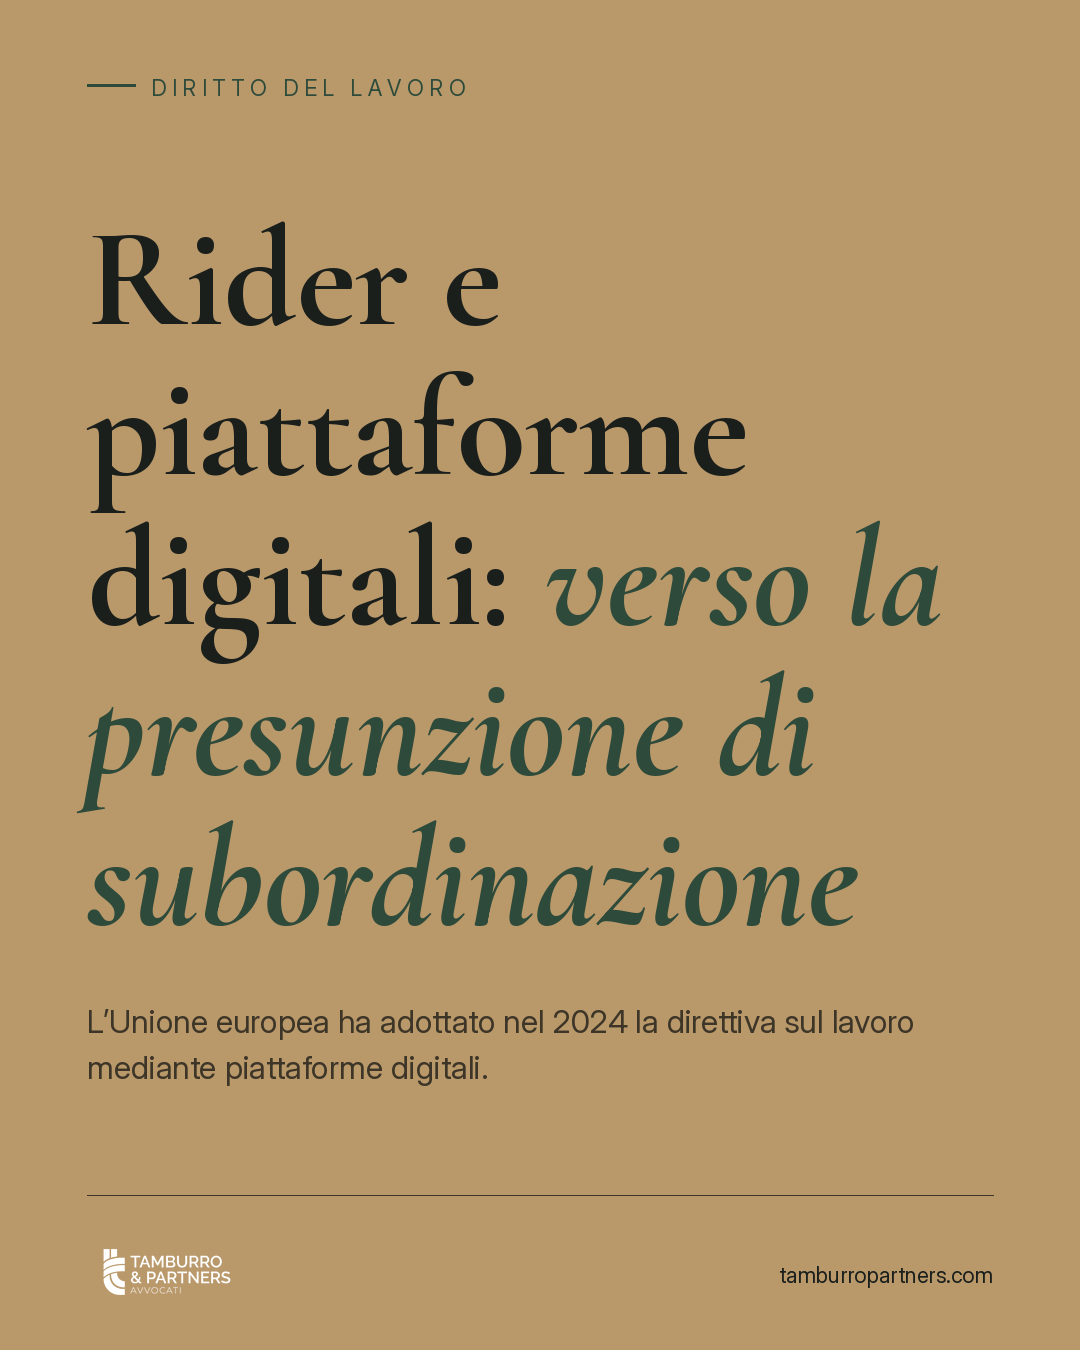 DIRITTO DEL LAVORO
Rider e
piattaforme
digitali: verso la
presunzione di
subordinazione
L’Unione europea ha adottato nel 2024 la direttiva sul lavoro
mediante piattaforme digitali.
TAMBURRO
& PARTNERS
AVVOCATI
tamburropartners.com